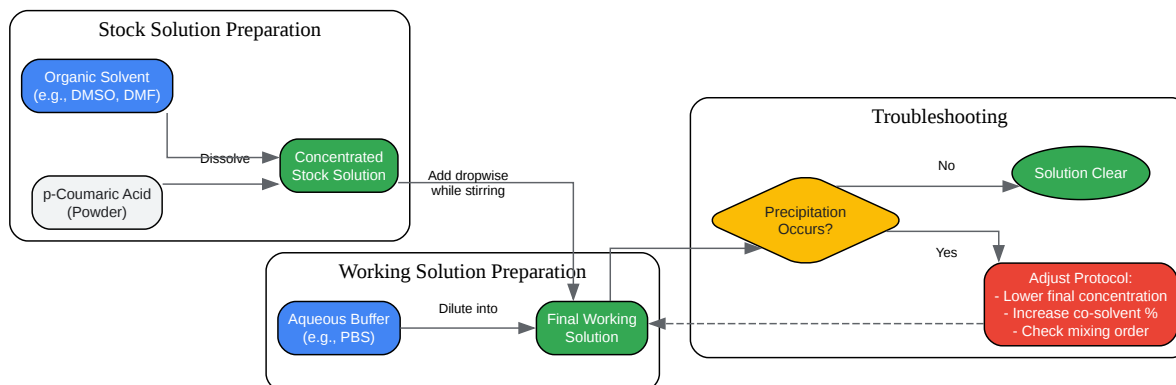 Stock Solution Preparation
Organic Solvent
(e.g., DMSO, DMF)
Dissolve
p-Coumaric Acid
(Powder)
Concentrated
Stock Solution
Add dropwise
while stirring
Working Solution Preparation
Aqueous Buffer
(e.g., PBS)
Dilute into
Final Working
Solution
Troubleshooting
Precipitation
Occurs?
No
Solution Clear
Yes
Adjust Protocol:
- Lower final concentration
- Increase co-solvent %
- Check mixing order